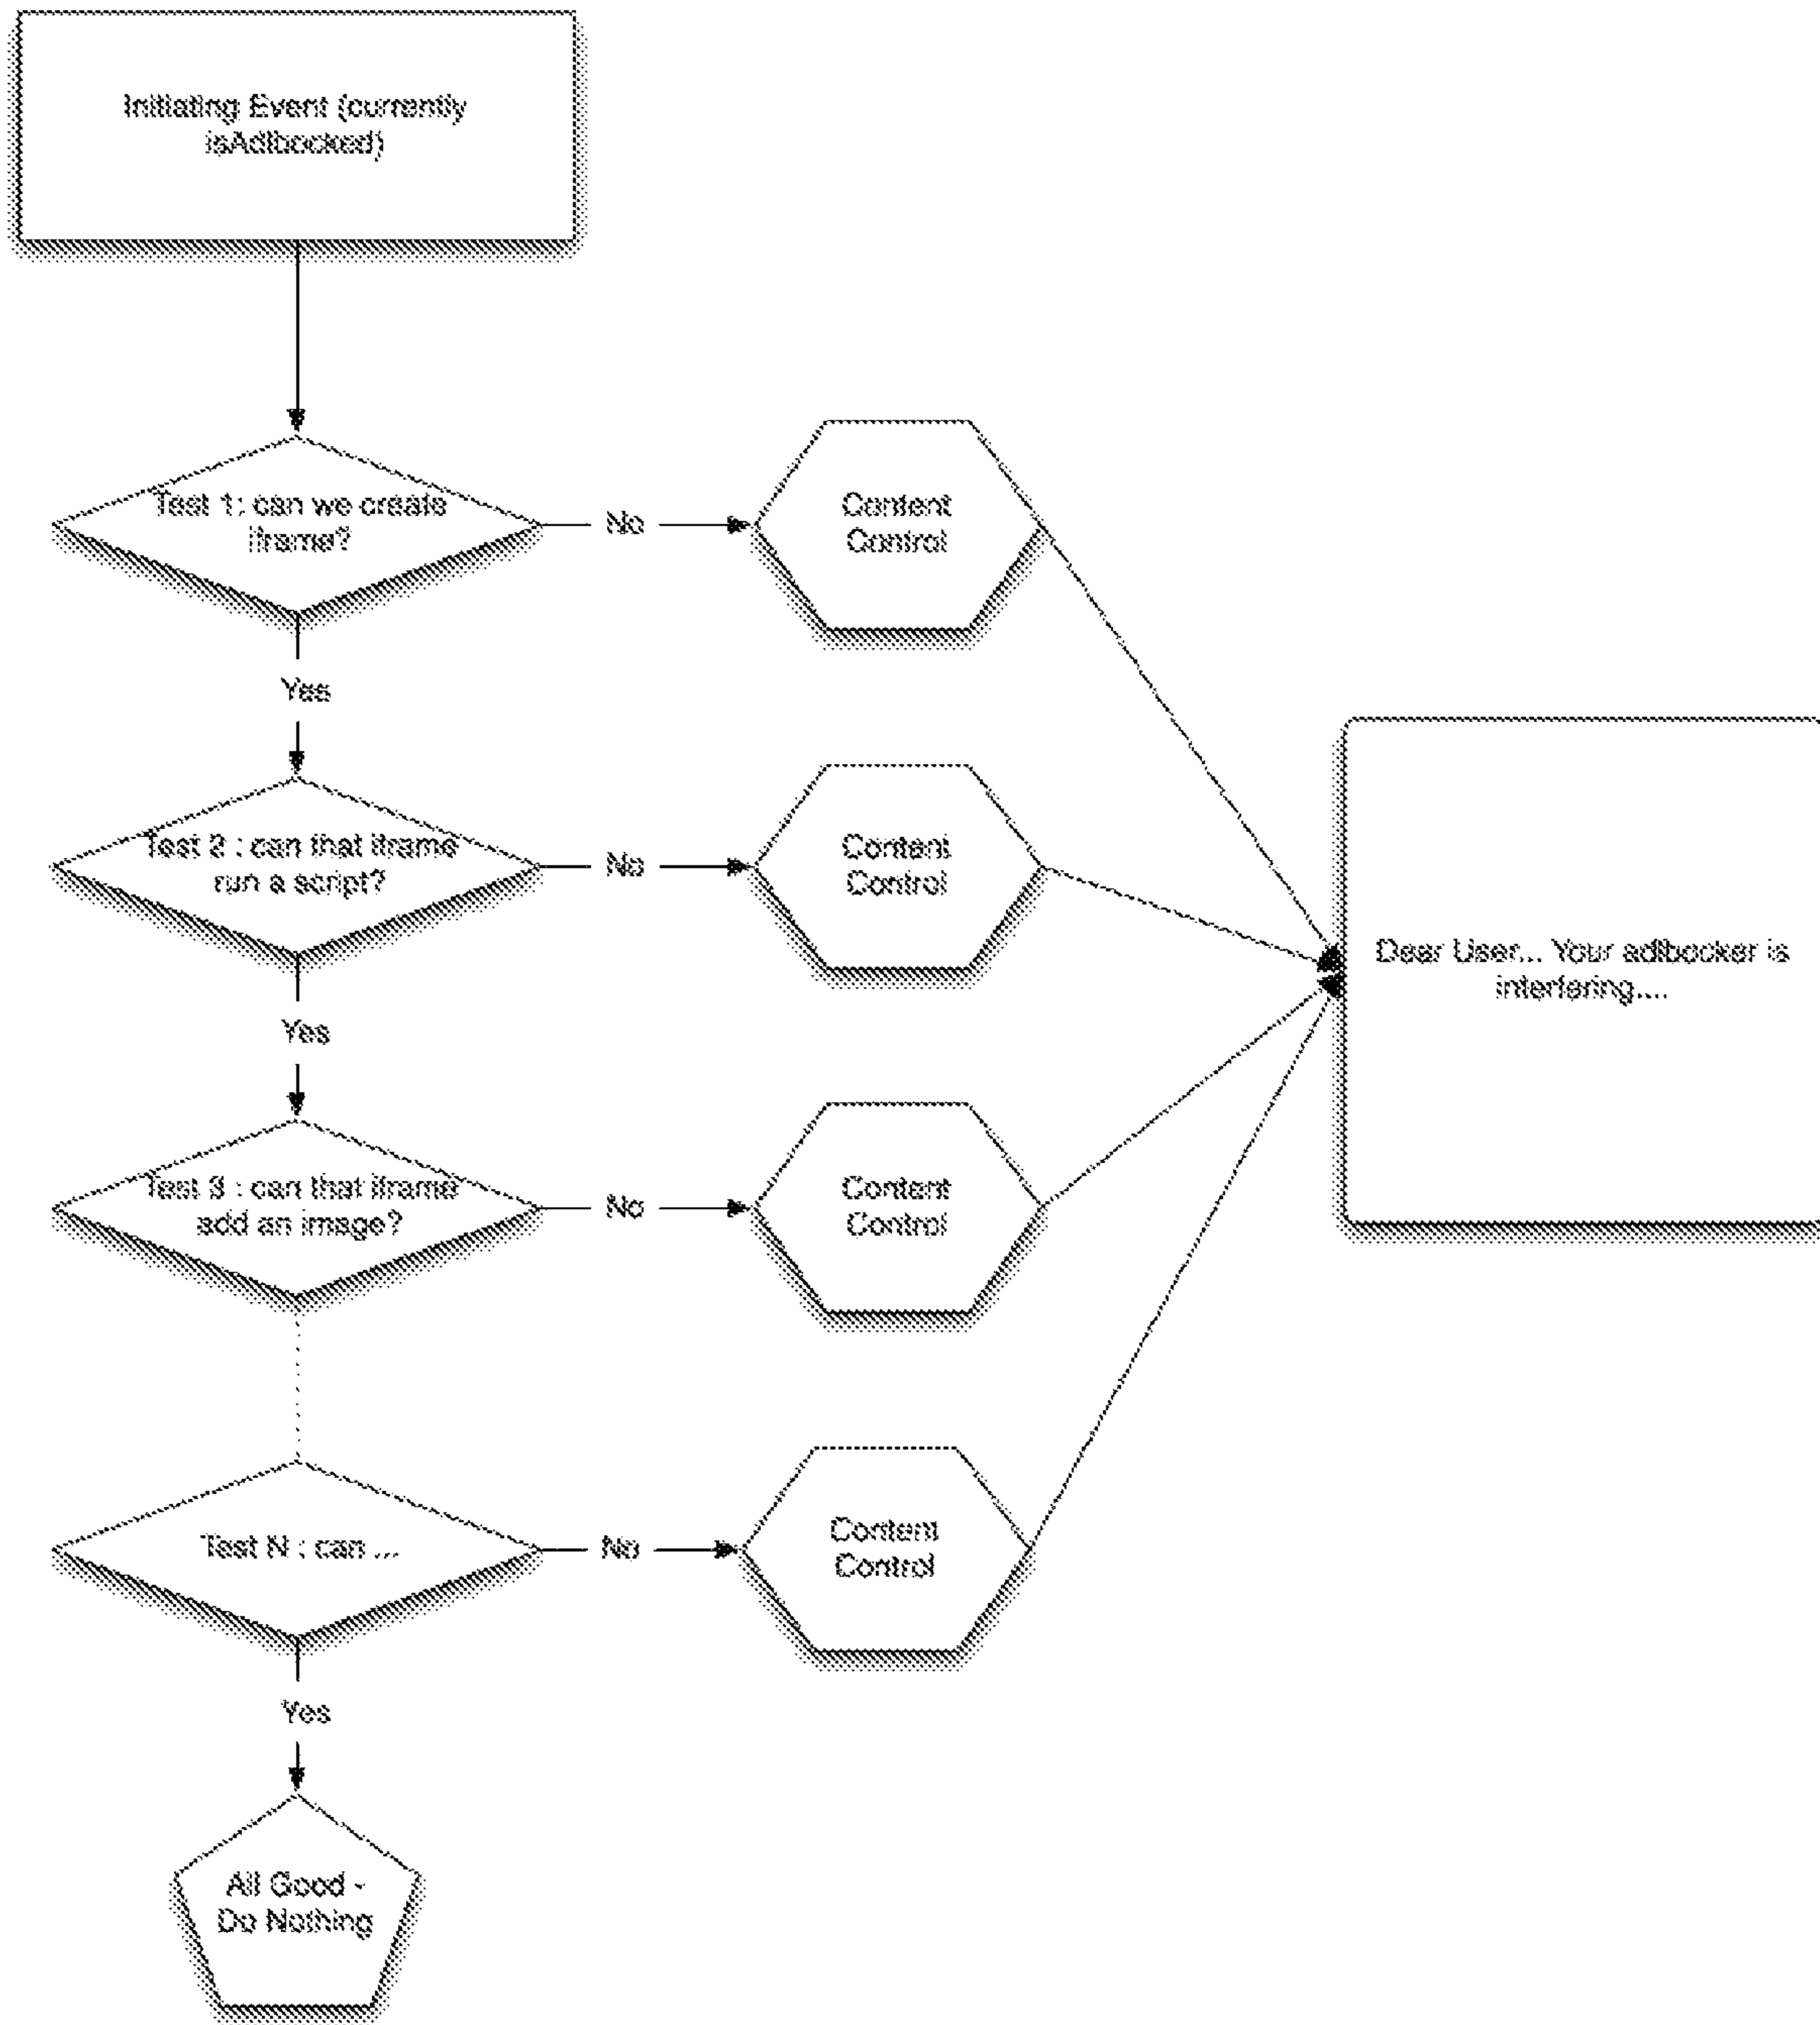 Initiating Event (currently
isAdlbocked)
Test 1: can we create
iframe?
No
Content
Control
Yes
Test 2 : can that iframe
run a script?
No
Content
Control
Dear User... Your adlbocker is
interfering....
Yes
Test 3 : can that iframe
add an image?
No
Content
Control
Test N : can ...
No
Content
Control
Yes
All Good -
Do Nothing